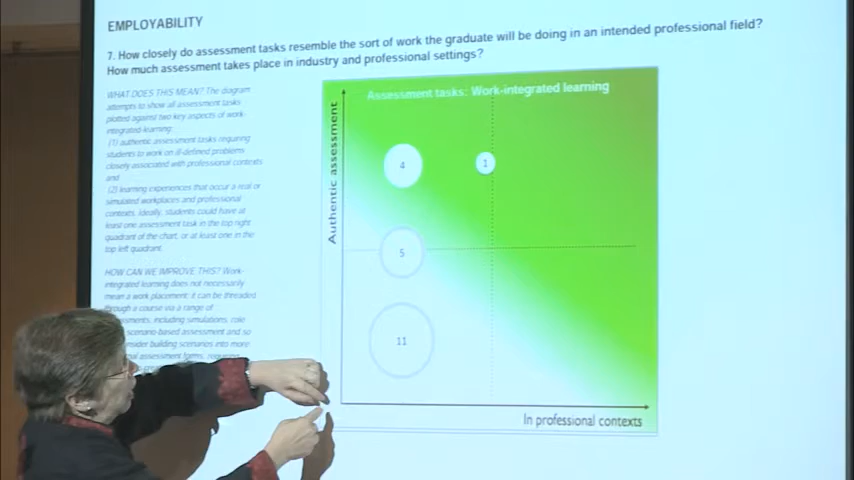 EMPLOYABILITY
7. How closely do assessment tasks resemble the sort of work the graduate will be doing in an intended professional field?
How much assessment takes place in industry and professional settings?
WHAT DOES THIS MEAN? The diagram
attempts to show all assessment tasks
plotted against two key aspects of work-
integrated-learning:
(1) authentic assessment tasks requiring
students to work on ill-defined problems
closely associated with professional contexts
and
(2) learning experiences that occur a real or
simulated workplaces and professional
contexts. Ideally, students could have at
least one assessment task in the top right
quadrant of the chart, or at least one in the
top left quadrant.
HOW CAN WE IMPROVE THIS? Work-
integrated learning does not necessarily
mean a work placement: it can be threaded
through a course via a range of
including simulations, role
scenario-based assessment and so
building scenarios into more
assessment forms, requiring
Assessment tasks: Work-integrated learning
Authentic assessment
4
1
5
11
In professional contexts